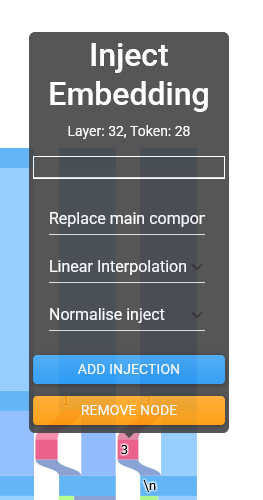 Inject
Embedding
Layer: 32, Token: 28
Replace main compor
Linear Interpolation
Normalise inject
ADD INJECTION
REMOVE NODE
3
\n